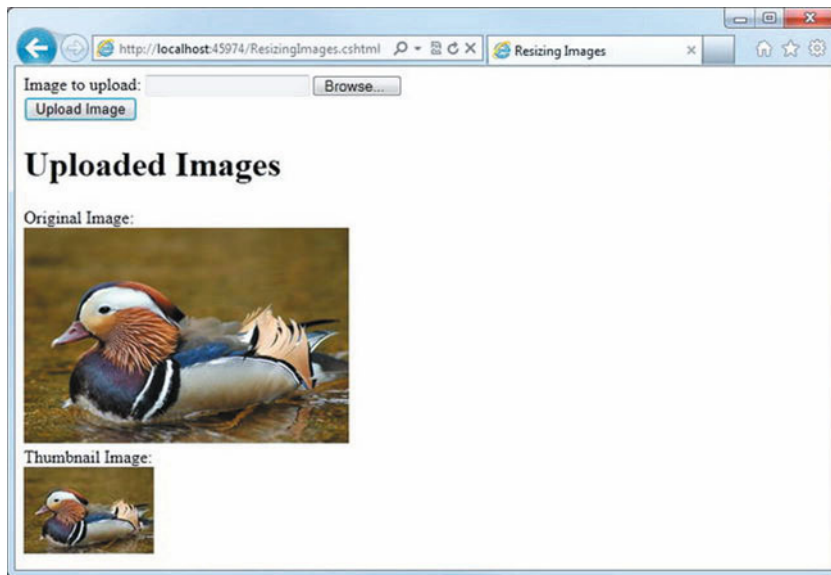 http://localhost:45974/ResizingImages.cshtml
Resizing Images
Image to upload:
Browse...
Upload Image
Uploaded Images
Original Image:
Thumbnail Image: